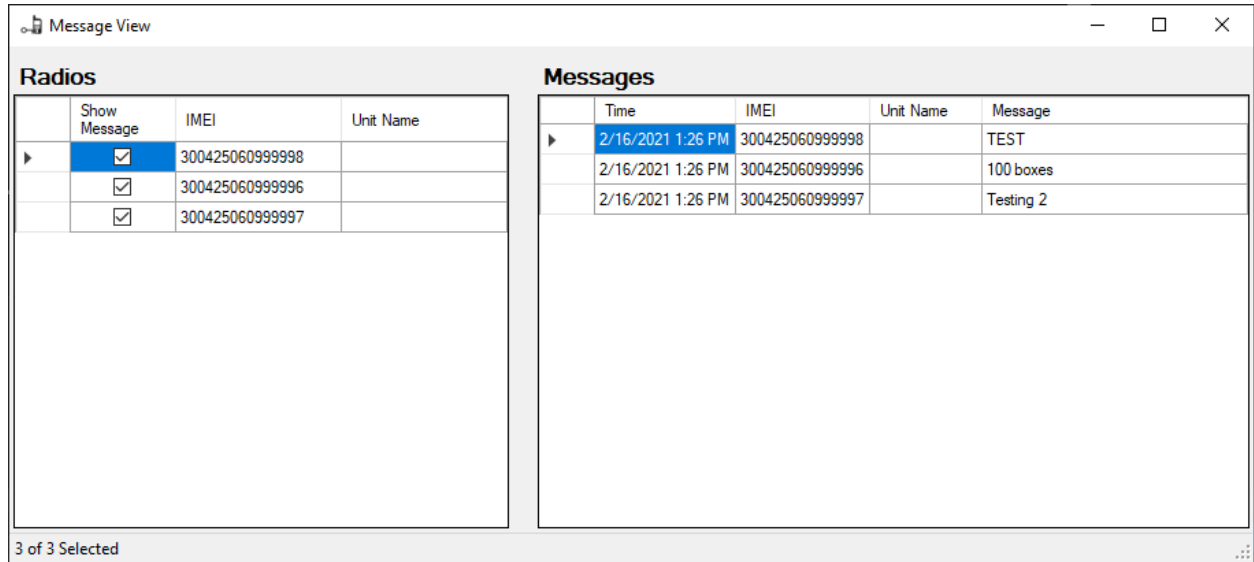 Message View
Radios
Show Message IMEI Unit Name
300425060999998
300425060999996
300425060999997
Messages
Time IMEI Unit Name Message
2/16/2021 1:26 PM 300425060999998 TEST
2/16/2021 1:26 PM 300425060999996 100 boxes
2/16/2021 1:26 PM 300425060999997 Testing 2
3 of 3 Selected